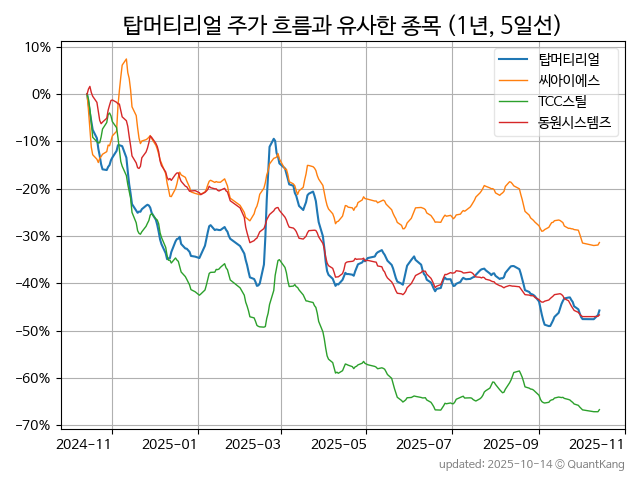 탑머티리얼 주가 흐름과 유사한 종목 (1년, 5일선)
탑머티리얼
씨아이에스
TCC스틸
동원시스템즈
10%
0%
−10%
−20%
−30%
−40%
−50%
−60%
−70%
2024-11 2025-01 2025-03 2025-05 2025-07 2025-09 2025-11
updated: 2025-10-14 © QuantKang